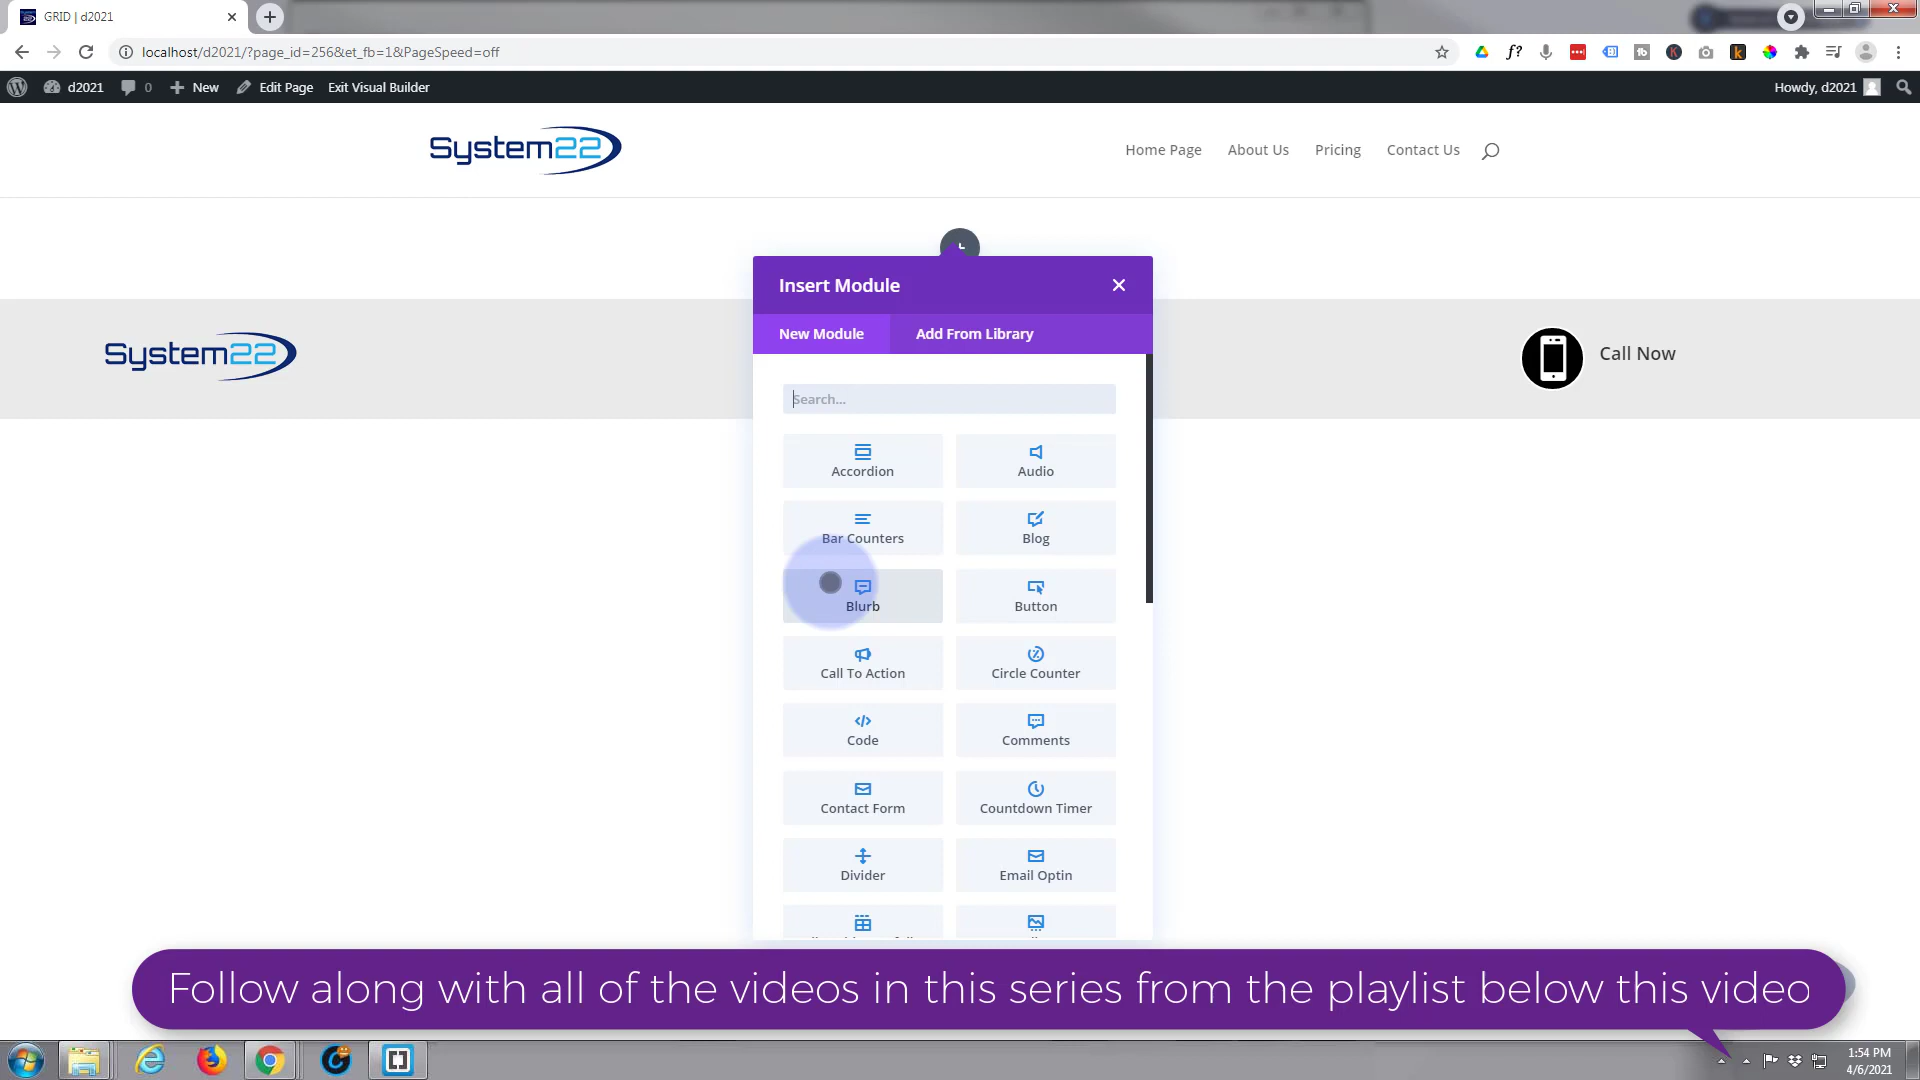 GRID | d2021
localhost/d2021/?page_id=256&et_fb=1&PageSpeed=off
d2021
0
New
Edit Page
Exit Visual Builder
Howdy, d2021
System22
Home Page
About Us
Pricing
Contact Us
Insert Module
New Module
Add From Library
System22
Call Now
Search...
Accordion
Audio
Bar Counters
Blog
Blurb
Button
Call To Action
Circle Counter
Code
Comments
Contact Form
Countdown Timer
Divider
Email Optin
Follow along with all of the videos in this series from the playlist below this video
1:54 PM
4/6/2021